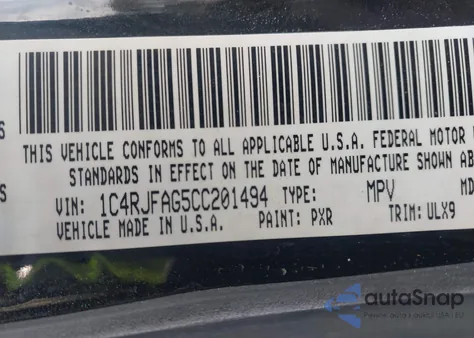 THIS VEHICLE CONFORMS TO ALL APPLICABLE U.S.A. FEDERAL MOTOR
STANDARDS IN EFFECT ON THE DATE OF MANUFACTURE SHOWN AB
VIN: 1C4RJFAG5CC201494 TYPE: MPV
VEHICLE MADE IN U.S.A. PAINT: PXR TRIM: ULX9
autoSnap